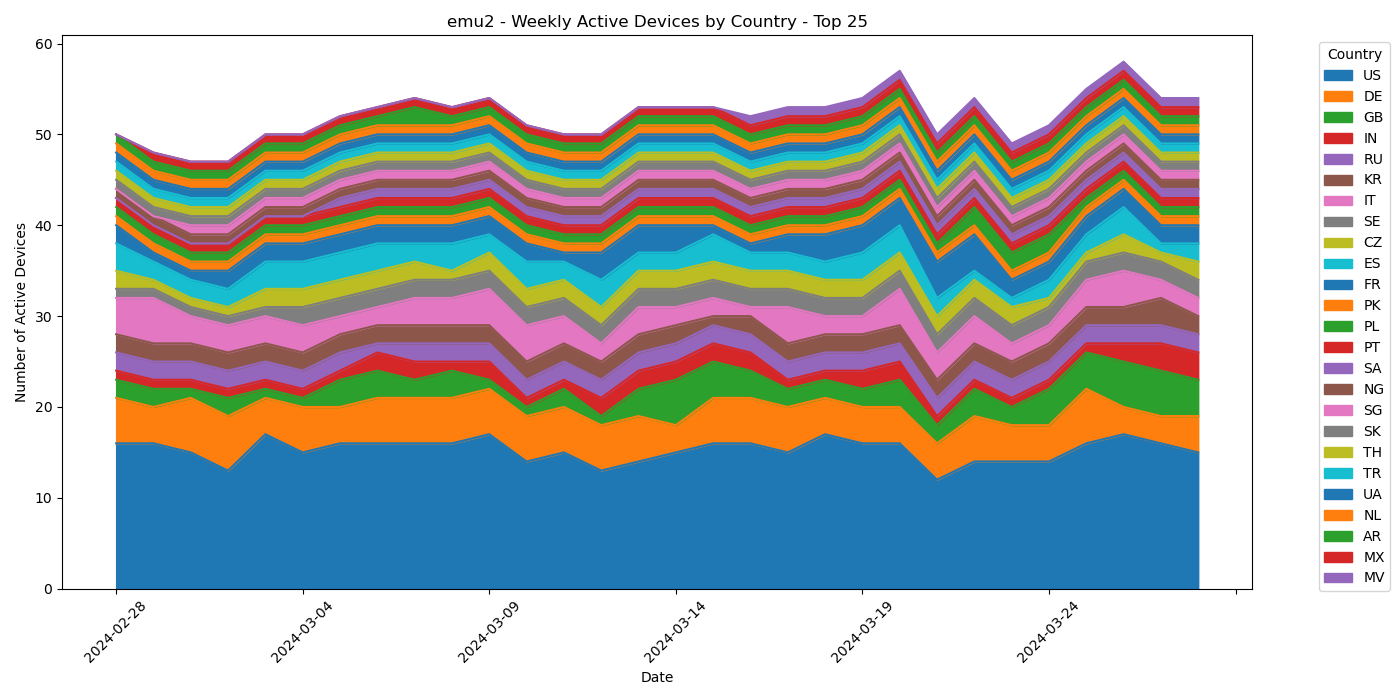 emu2 - Weekly Active Devices by Country - Top 25
60
50
40
30
20
10
0
Number of Active Devices
2024-02-28
2024-03-04
2024-03-09
2024-03-14
2024-03-19
2024-03-24
Date
Country
US
DE
GB
IN
RU
KR
IT
SE
CZ
ES
FR
PK
PL
PT
SA
NG
SG
SK
TH
TR
UA
NL
AR
MX
MV